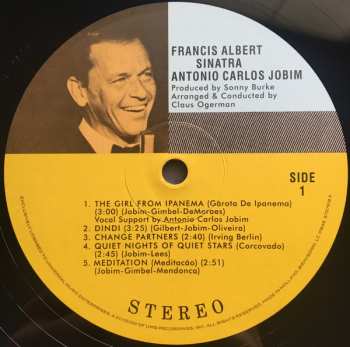 FRANCIS ALBERT
SINATRA
ANTONIO CARLOS JOBIM
Produced by Sonny Burke
Arranged & Conducted by
Claus Ogerman
SIDE
1
1. THE GIRL FROM IPANEMA (Gârota De Ipanema)
(3:00) (Jobim-Gimbel-DeMoraes)
Vocal Support by Antonio Carlos Jobim
2. DINDI (3:25) (Gilbert-Jobim-Oliveira)
3. CHANGE PARTNERS (2:40) (Irving Berlin)
4. QUIET NIGHTS OF QUIET STARS (Corcovado)
(2:45) (Jobim-Lees)
5. MEDITATION (Meditacão) (2:51)
(Jobim-Gimbel-Mendonca)
STEREO